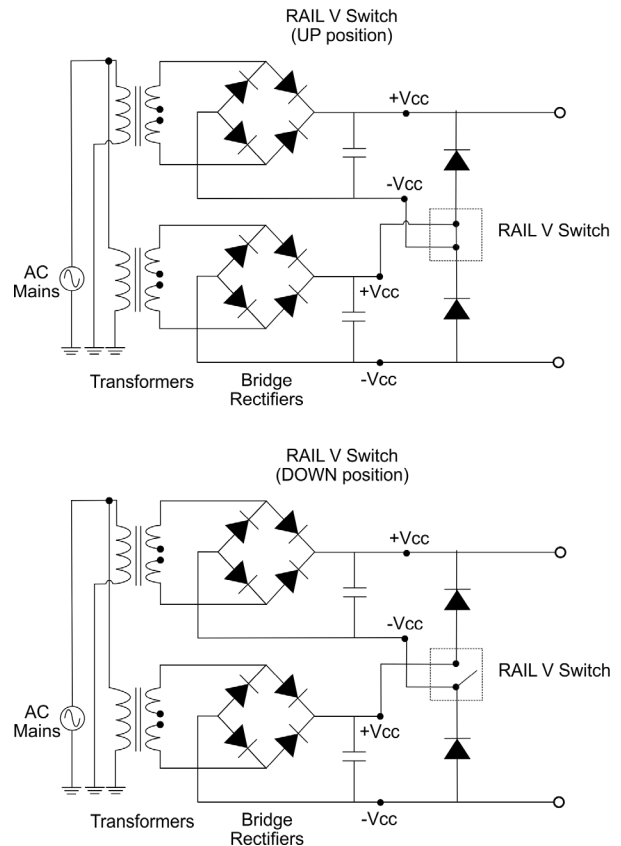 RAIL V Switch
(UP position)
+Vcc
-Vcc
RAIL V Switch
AC
Mains
+Vcc
-Vcc
Transformers
Bridge
Rectifiers
RAIL V Switch
(DOWN position)
+Vcc
-Vcc
RAIL V Switch
AC
Mains
+Vcc
-Vcc
Transformers
Bridge
Rectifiers